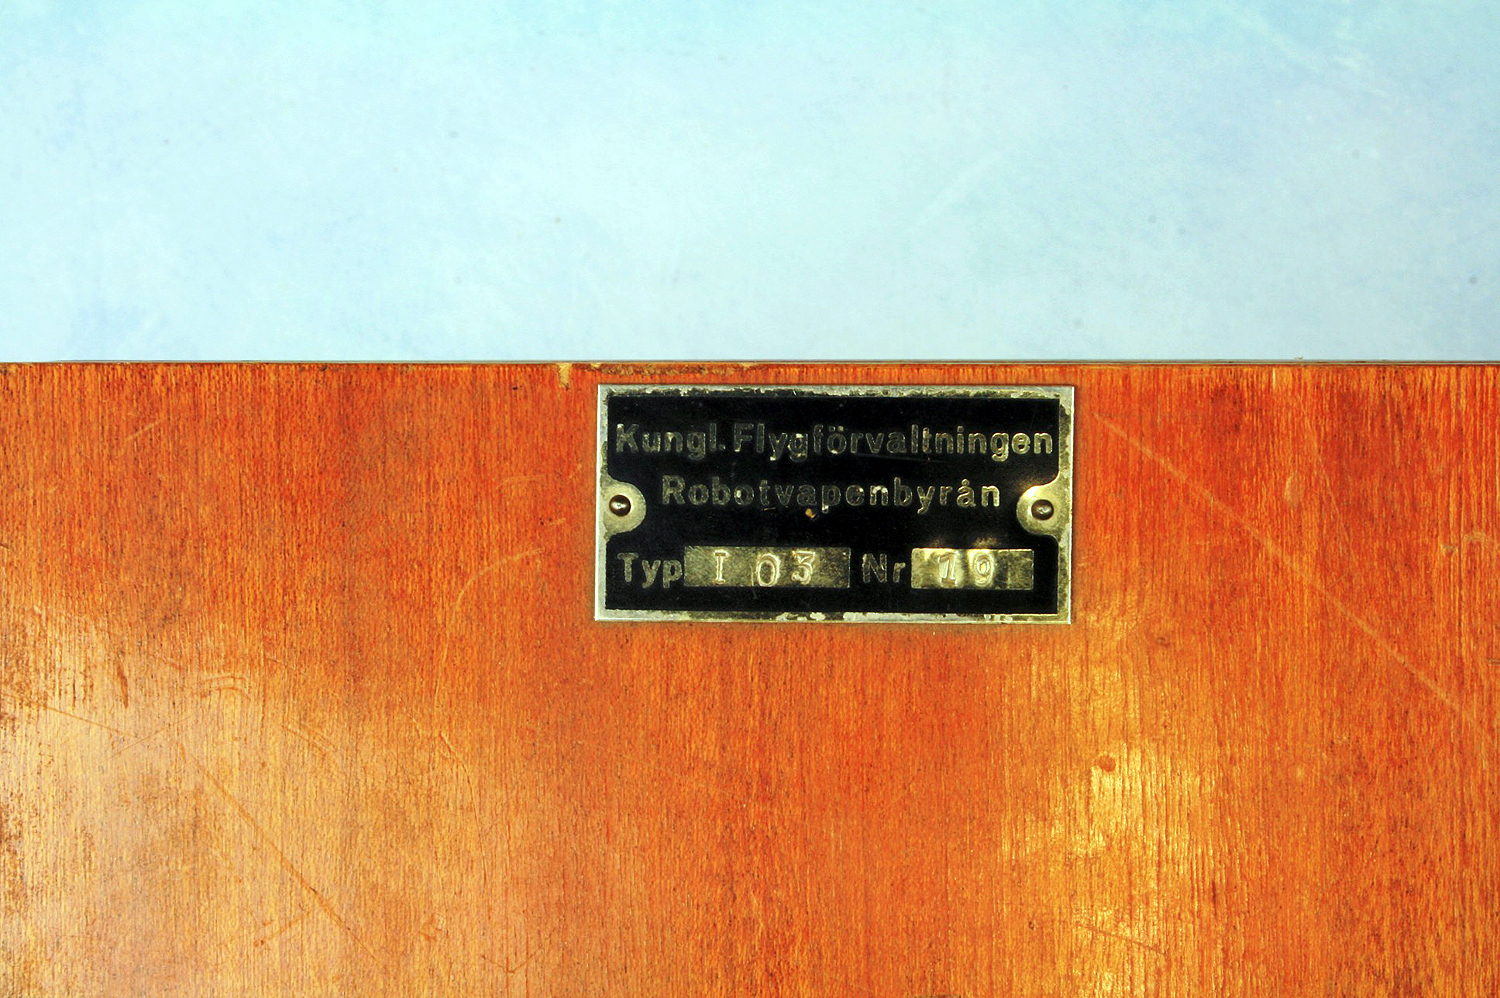 Kungl. Flygförvaltningen
Robotvapenbyrån
Typ I 03 Nr 19